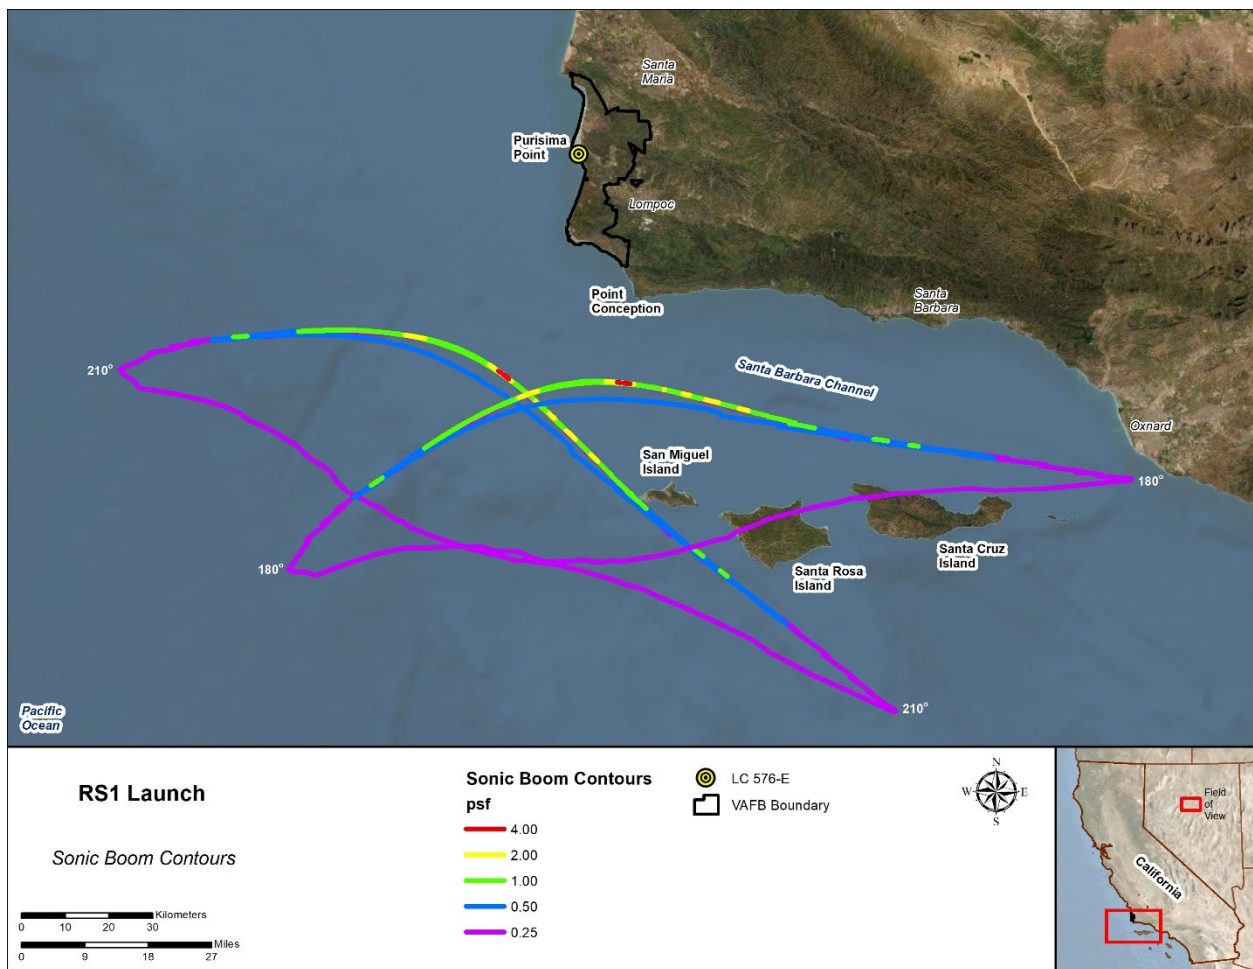 Santa
Maria
Purisima
Point
Lompoc
Point
Conception
Santa
Barbara
210°
Santa Barbara Channel
Oxnard
San Miguel
Island
180°
Santa Cruz
Island
180°
Santa Rosa
Island
210°
Pacific
Ocean
RS1 Launch
Sonic Boom Contours
Kilometers
0 10 20 30
Miles
0 9 18 27
Sonic Boom Contours
psf
4.00
2.00
1.00
0.50
0.25
LC 576-E
VAFB Boundary
N
W E
S
Field
of
View
California